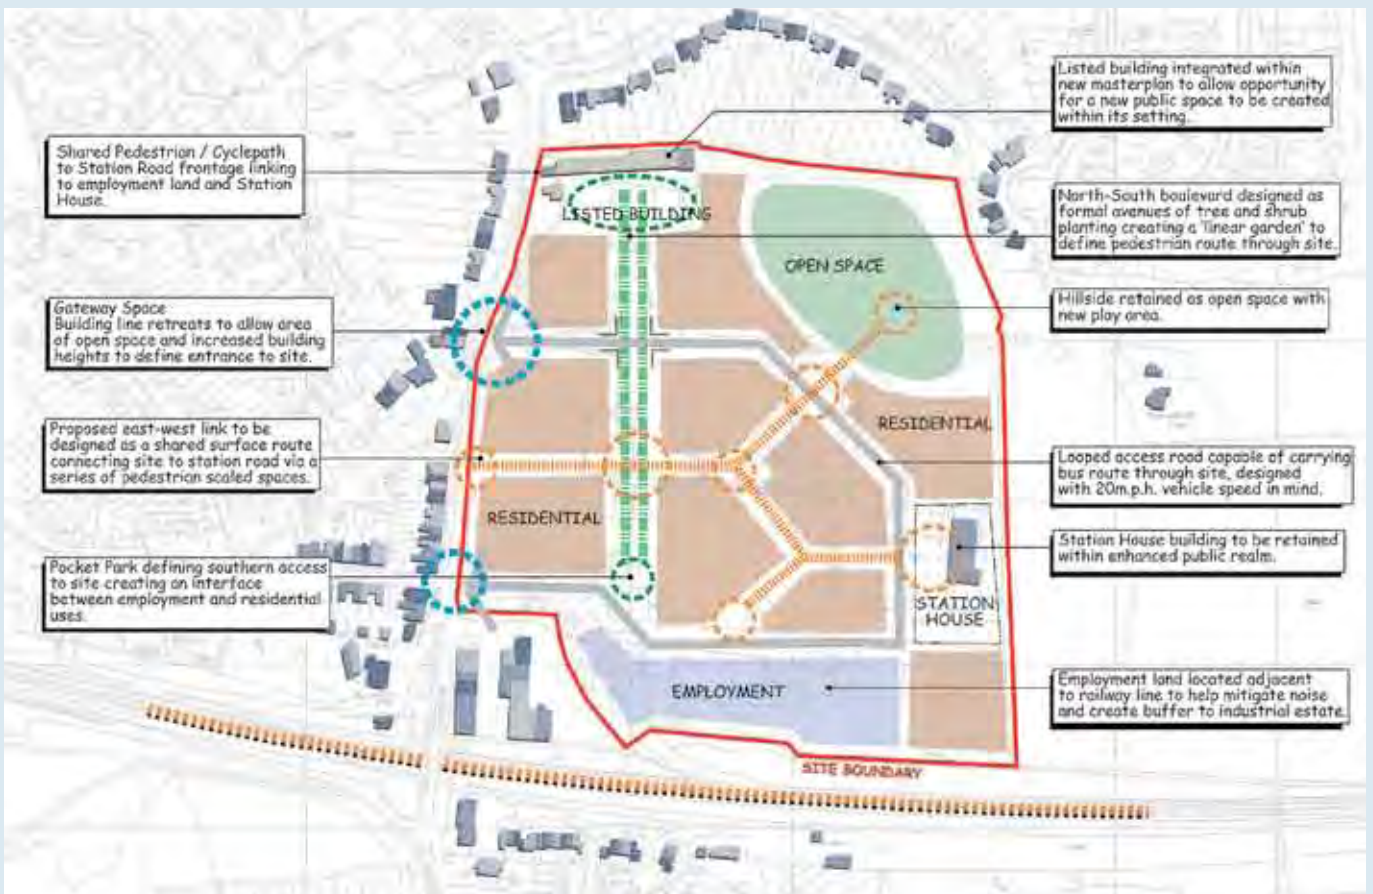 Shared Pedestrian / Cyclepath
to Station Road frontage linking
to employment land and Station
House.
Gateway Space
Building line retreats to allow area
of open space and increased building
heights to define entrance to site.
Proposed east-west link to be
designed as a shared surface route
connecting site to station road via a
series of pedestrian scaled spaces.
Pocket Park defining southern access
to site creating an interface
between employment and residential
uses.
LISTED BUILDING
OPEN SPACE
RESIDENTIAL
RESIDENTIAL
STATION
HOUSE
EMPLOYMENT
SITE BOUNDARY
Listed building integrated within
new masterplan to allow opportunity
for a new public space to be created
within its setting.
North-South boulevard designed as
formal avenues of tree and shrub
planting creating a 'linear garden' to
define pedestrian route through site.
Hillside retained as open space with
new play area.
Looped access road capable of carrying
bus route through site, designed
with 20m.p.h. vehicle speed in mind.
Station House building to be retained
within enhanced public realm.
Employment land located adjacent
to railway line to help mitigate noise
and create buffer to industrial estate.